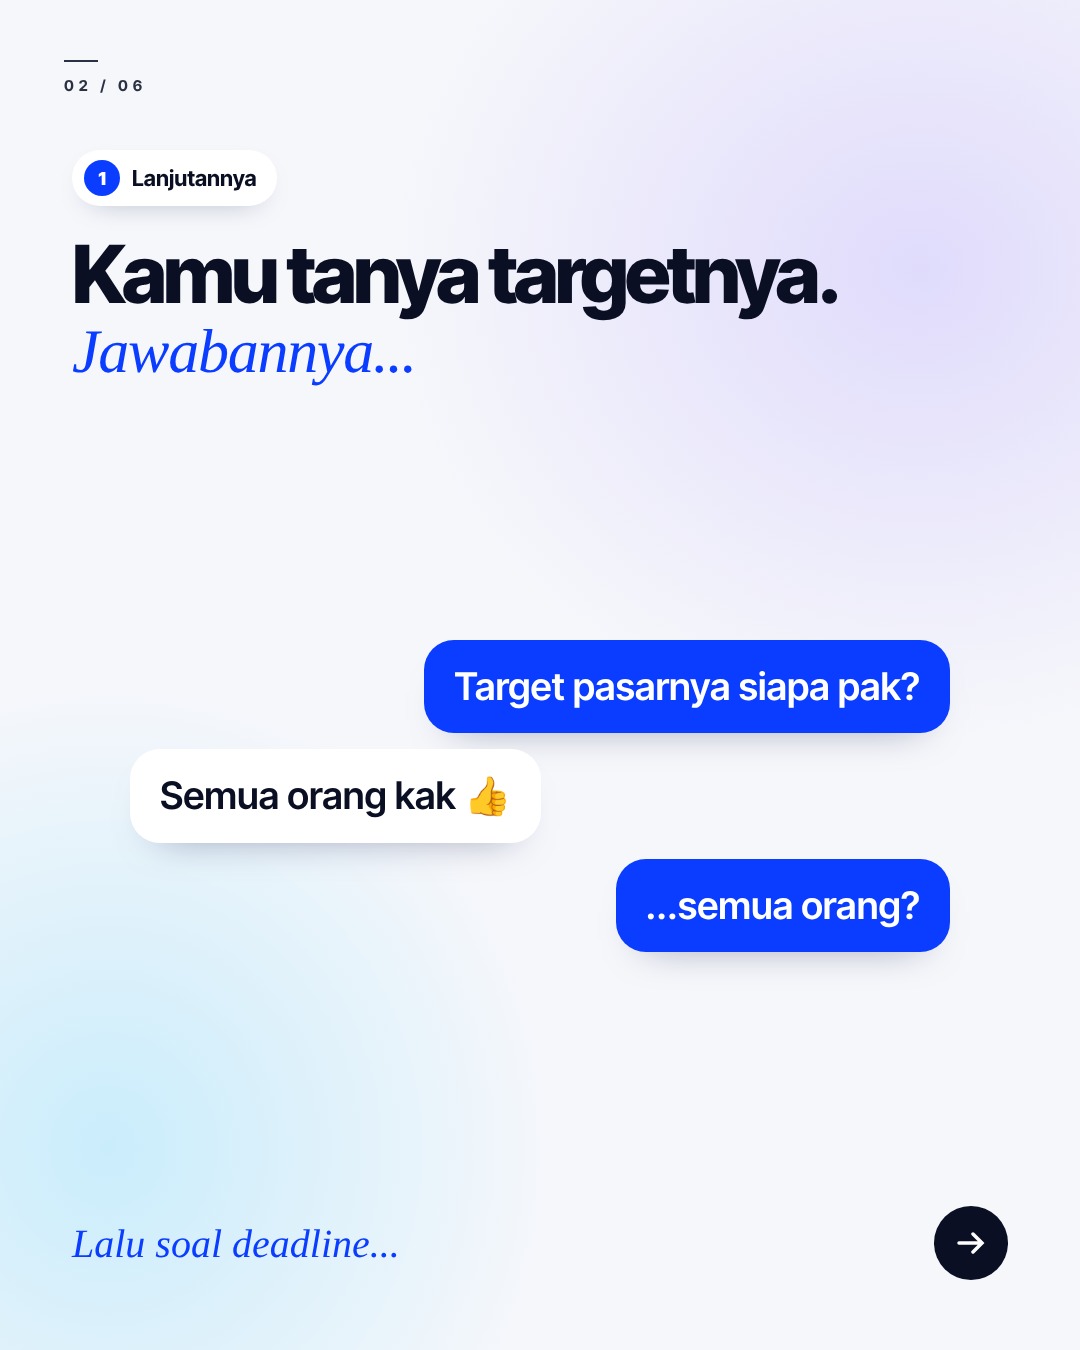 02 / 06
1 Lanjutannya
Kamu tanya targetnya.
Jawabannya...
Target pasarnya siapa pak?
Semua orang kak 👍
...semua orang?
Lalu soal deadline...